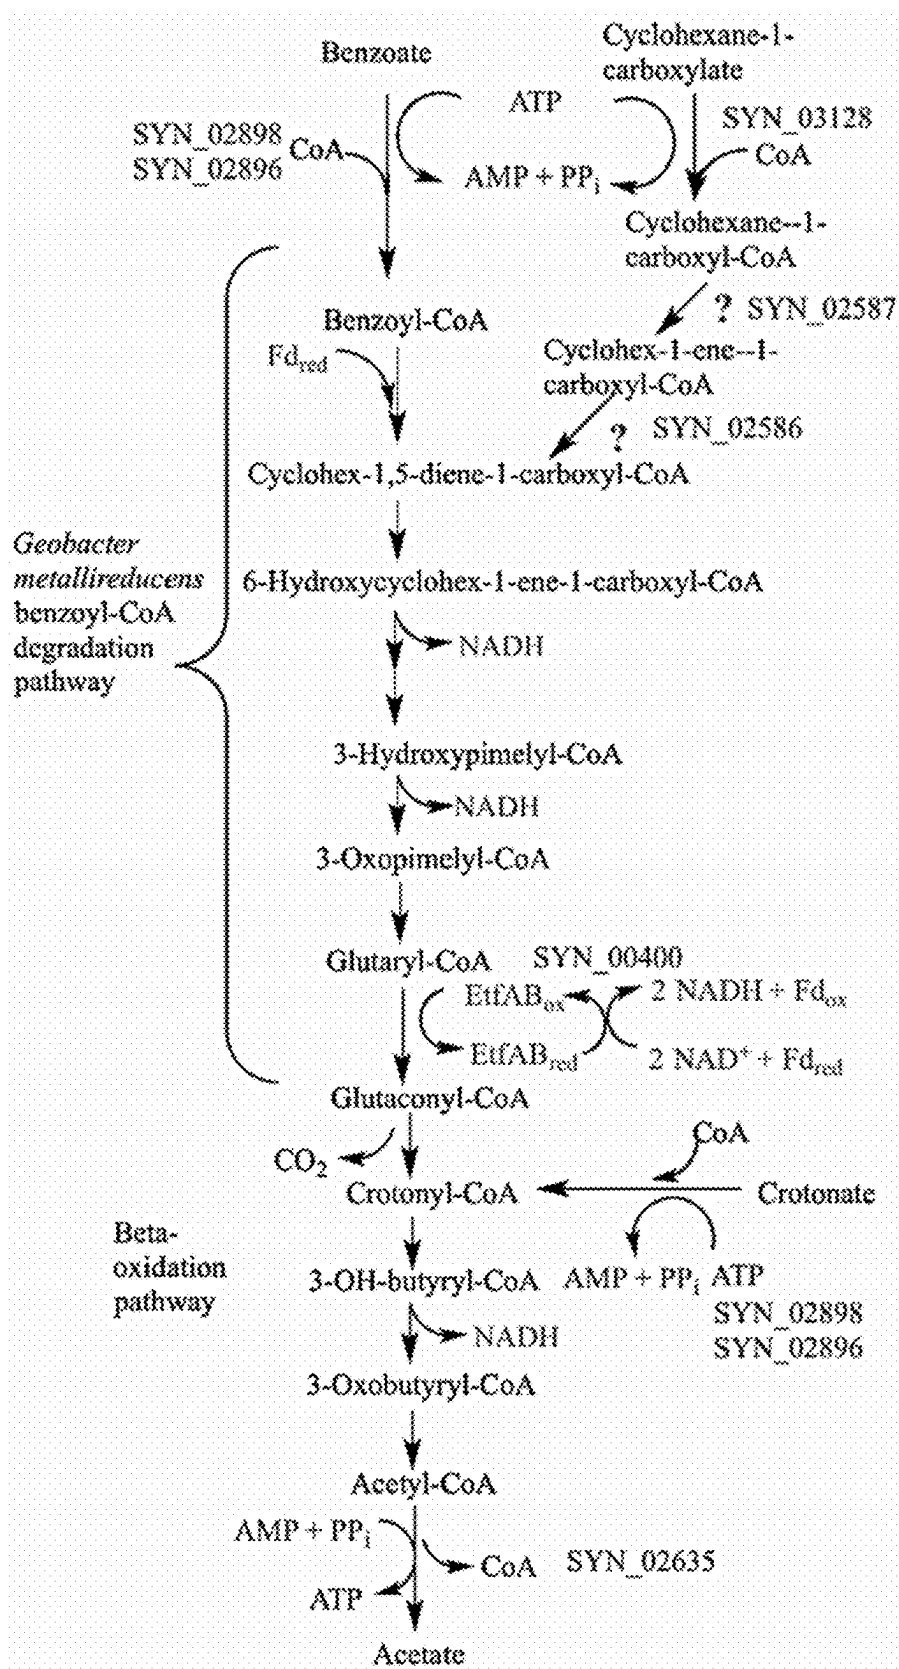 Benzoate
Cyclohexane-1-
carboxylate
ATP
SYN_02898
SYN_02896
CoA
AMP + PPi
SYN_03128
CoA
Cyclohexane--1-
carboxyl-CoA
? SYN_02587
Benzoyl-CoA
Fdred
Cyclohex-1-ene--1-
carboxyl-CoA
? SYN_02586
Cyclohex-1,5-diene-1-carboxyl-CoA
Geobacter
metallireducens
benzoyl-CoA
degradation
pathway
6-Hydroxycyclohex-1-ene-1-carboxyl-CoA
NADH
3-Hydroxypimelyl-CoA
NADH
3-Oxopimelyl-CoA
Glutaryl-CoA
SYN_00400
EtfABox
2 NADH + Fdox
EtfABred
2 NAD+ + Fdred
Glutaconyl-CoA
CO2
CoA
Crotonyl-CoA
Crotonate
Beta-
oxidation
pathway
3-OH-butyryl-CoA
AMP + PPi ATP
SYN_02898
SYN_02896
NADH
3-Oxobutyryl-CoA
Acetyl-CoA
AMP + PPi
CoA
SYN_02635
ATP
Acetate